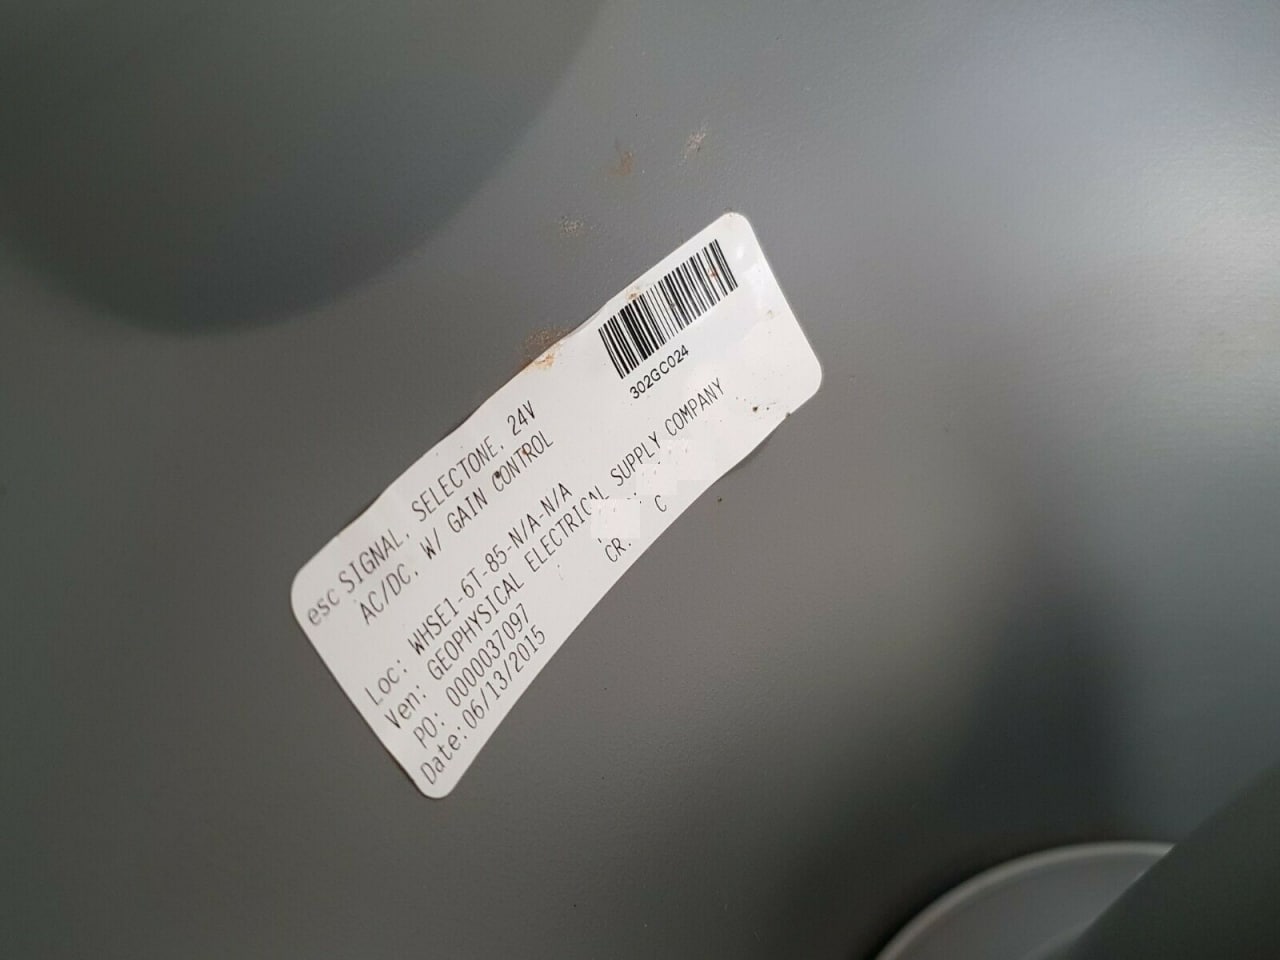 302GC024
esc SIGNAL, SELECTONE, 24V
AC/DC, W/ GAIN CONTROL
Loc: WHSE1-6T-85-N/A-N/A
Ven: GEOPHYSICAL ELECTRICAL SUPPLY COMPANY
PO: 0000037097
Date: 06/13/2015
CR: C